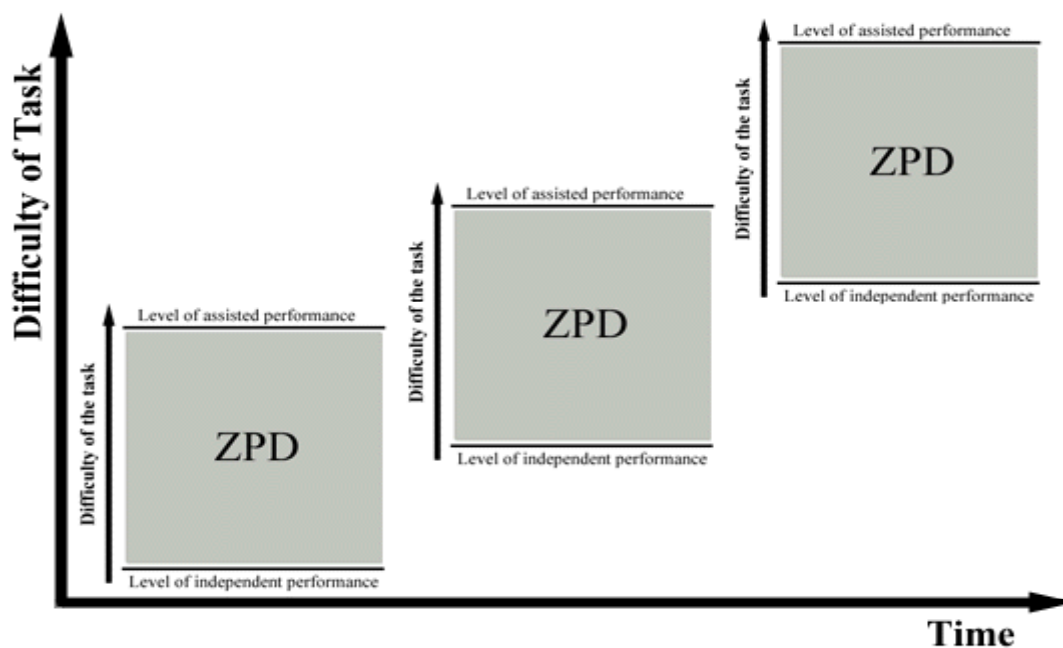 Difficulty of Task
Level of assisted performance
Difficulty of the task
ZPD
Level of independent performance
Level of assisted performance
Difficulty of the task
ZPD
Level of independent performance
Level of assisted performance
Difficulty of the task
ZPD
Level of independent performance
Time